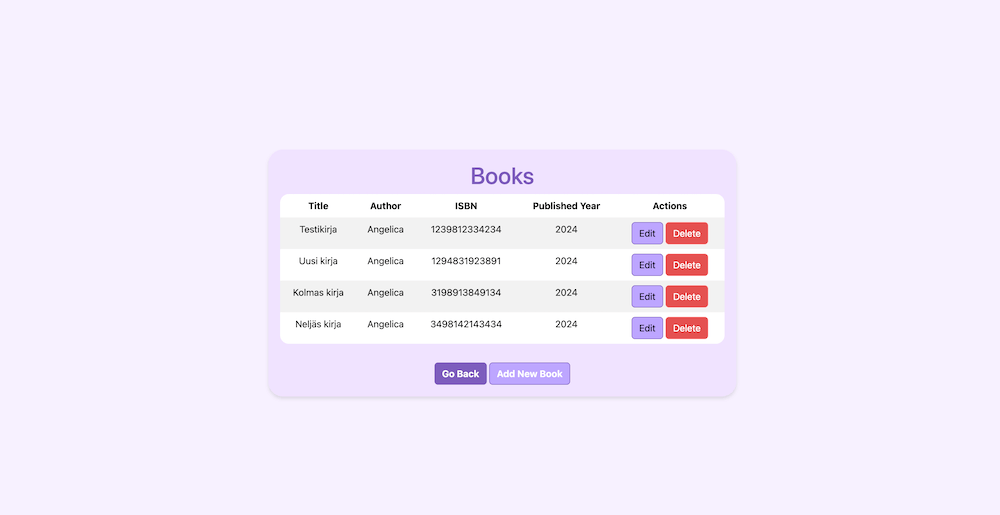 Books
Title Author ISBN Published Year Actions
Testikirja Angelica 1239812334234 2024 Edit Delete
Uusi kirja Angelica 1294831923891 2024 Edit Delete
Kolmas kirja Angelica 3198913849134 2024 Edit Delete
Neljäs kirja Angelica 3498142143434 2024 Edit Delete
Go Back Add New Book